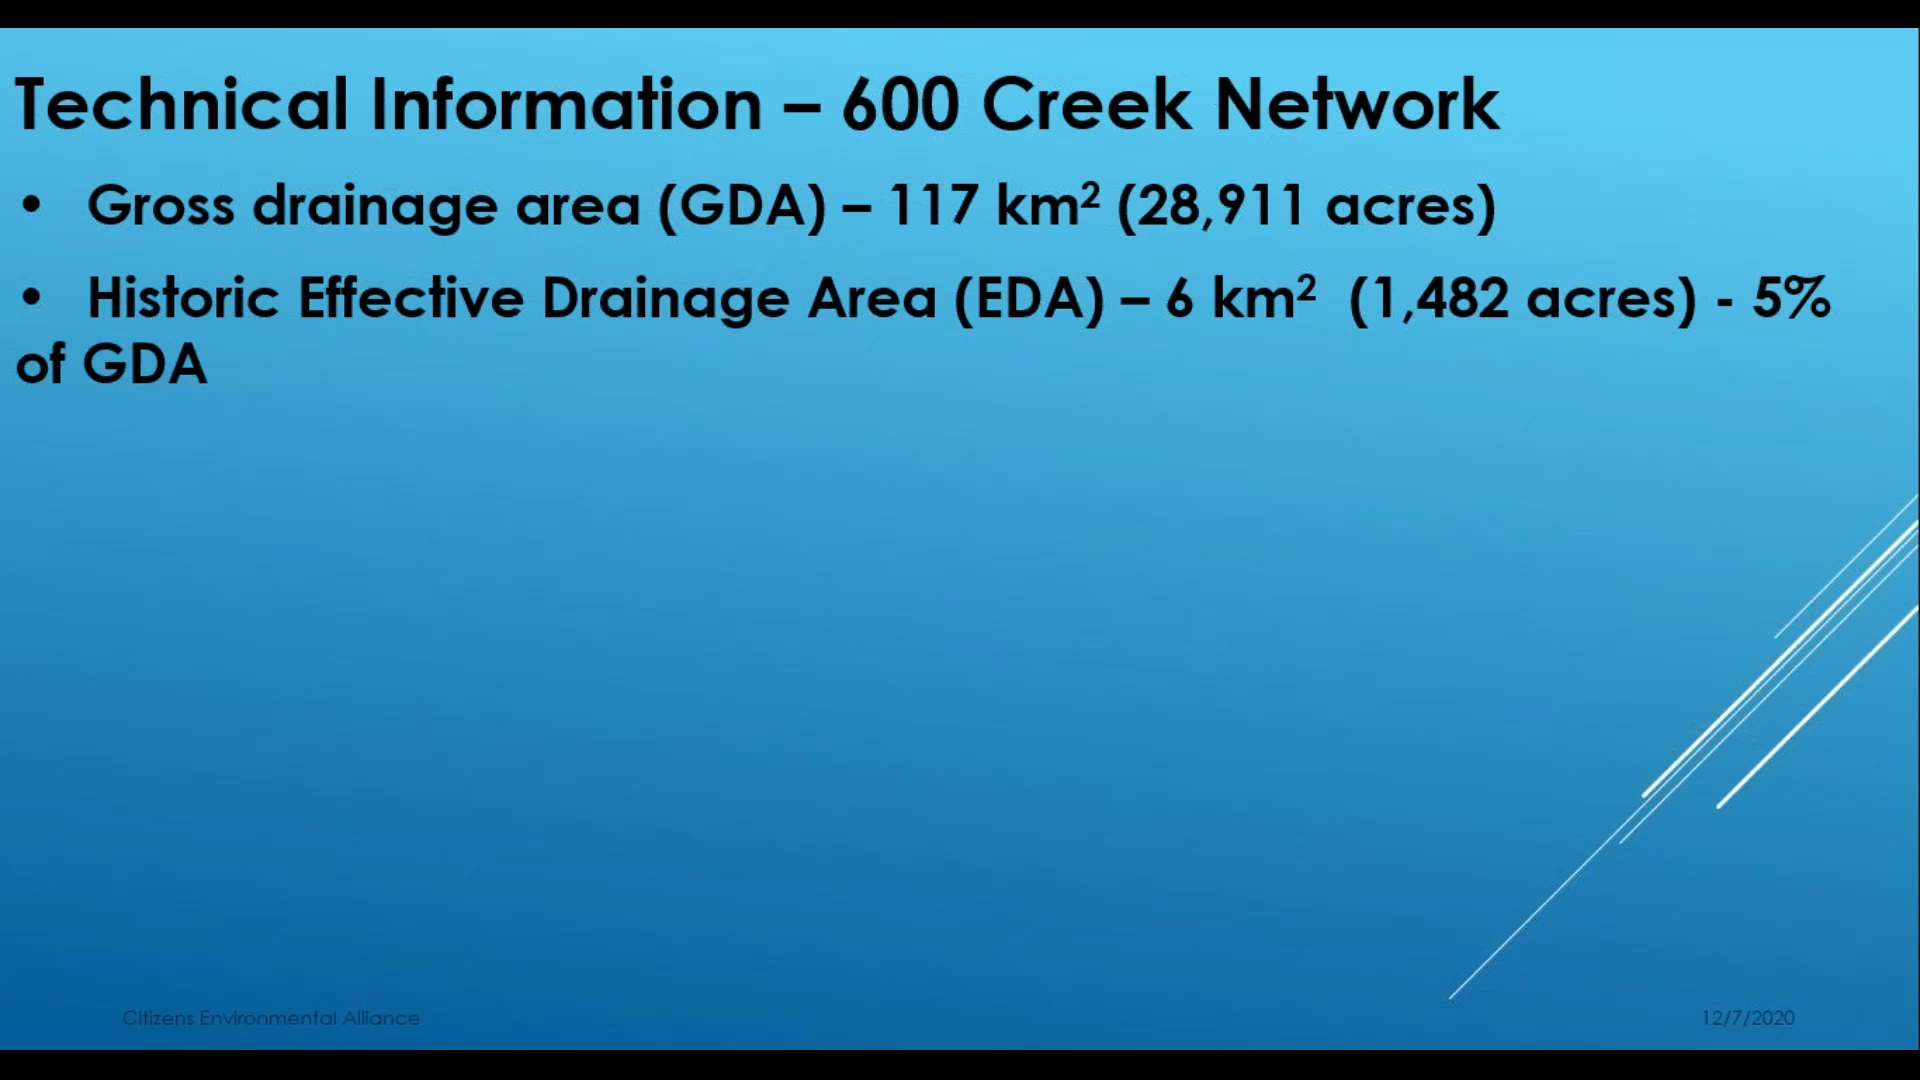 Technical Information – 600 Creek Network
• Gross drainage area (GDA) – 117 km² (28,911 acres)
• Historic Effective Drainage Area (EDA) – 6 km² (1,482 acres) - 5%
of GDA
Citizens Environmental Alliance
12/7/2020